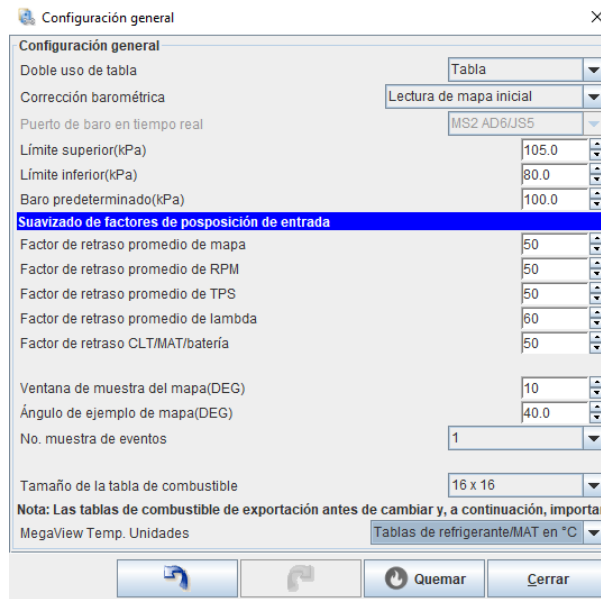 Configuración general
Configuración general
Doble uso de tabla Tabla
Corrección barométrica Lectura de mapa inicial
Puerto de baro en tiempo real MS2 AD6/JS5
Límite superior(kPa) 105.0
Límite inferior(kPa) 80.0
Baro predeterminado(kPa) 100.0
Suavizado de factores de posposición de entrada
Factor de retraso promedio de mapa 50
Factor de retraso promedio de RPM 50
Factor de retraso promedio de TPS 50
Factor de retraso promedio de lambda 60
Factor de retraso CLT/MAT/batería 50
Ventana de muestra del mapa(DEG) 10
Ángulo de ejemplo de mapa(DEG) 40.0
No. muestra de eventos 1
Tamaño de la tabla de combustible 16 x 16
Nota: Las tablas de combustible de exportación antes de cambiar y, a continuación, importa
MegaView Temp. Unidades Tablas de refrigerante/MAT en °C
Quemar Cerrar